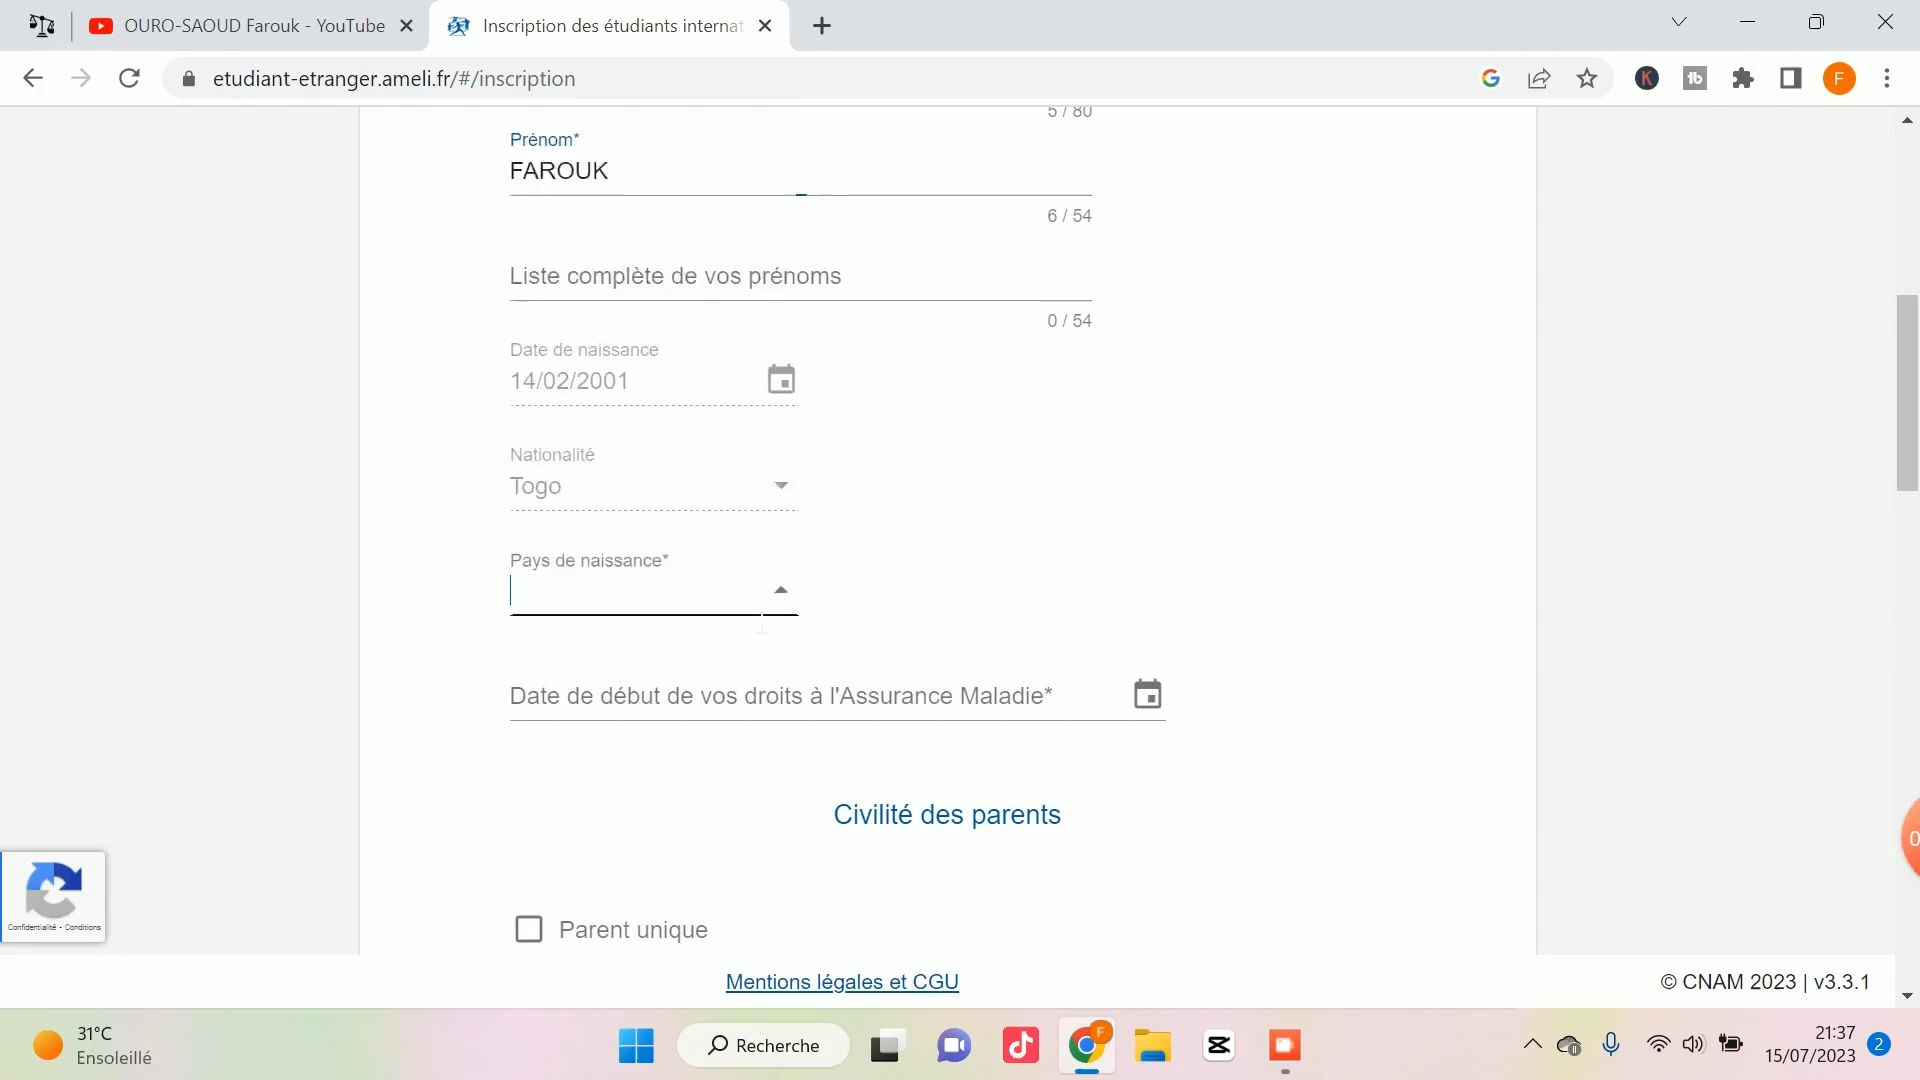 OURO-SAOUD Farouk - YouTube
Inscription des étudiants internat
etudiant-etranger.ameli.fr/#/inscription
F
5 / 80
Prénom*
FAROUK
6 / 54
Liste complète de vos prénoms
0 / 54
Date de naissance
14/02/2001
Nationalité
Togo
Pays de naissance*
Date de début de vos droits à l'Assurance Maladie*
Civilité des parents
Parent unique
Confidentialité - Conditions
Mentions légales et CGU
© CNAM 2023 | v3.3.1
31°C
Ensoleillé
Recherche
F
21:37
15/07/2023
2